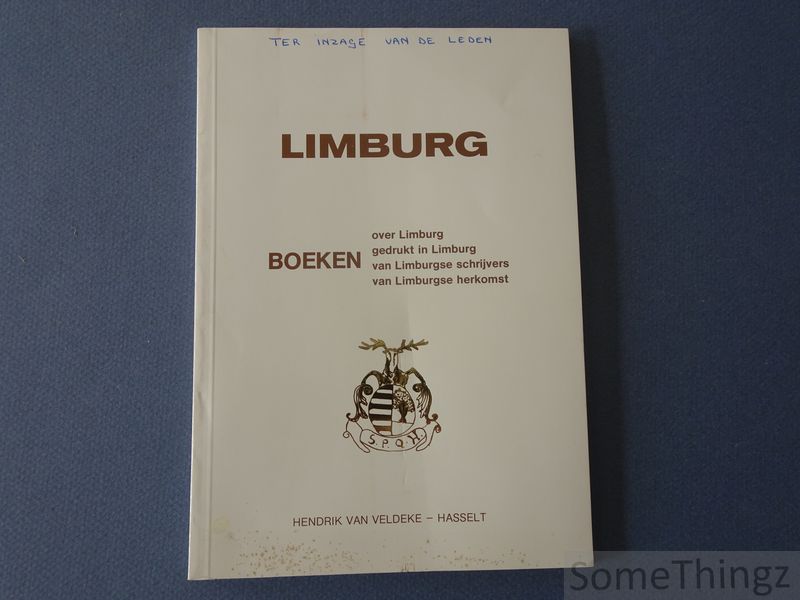 TER INZAGE VAN DE LEDEN
LIMBURG
BOEKEN
over Limburg
gedrukt in Limburg
van Limburgse schrijvers
van Limburgse herkomst
S.P.Q.H.
HENDRIK VAN VELDEKE – HASSELT
SomeThingz